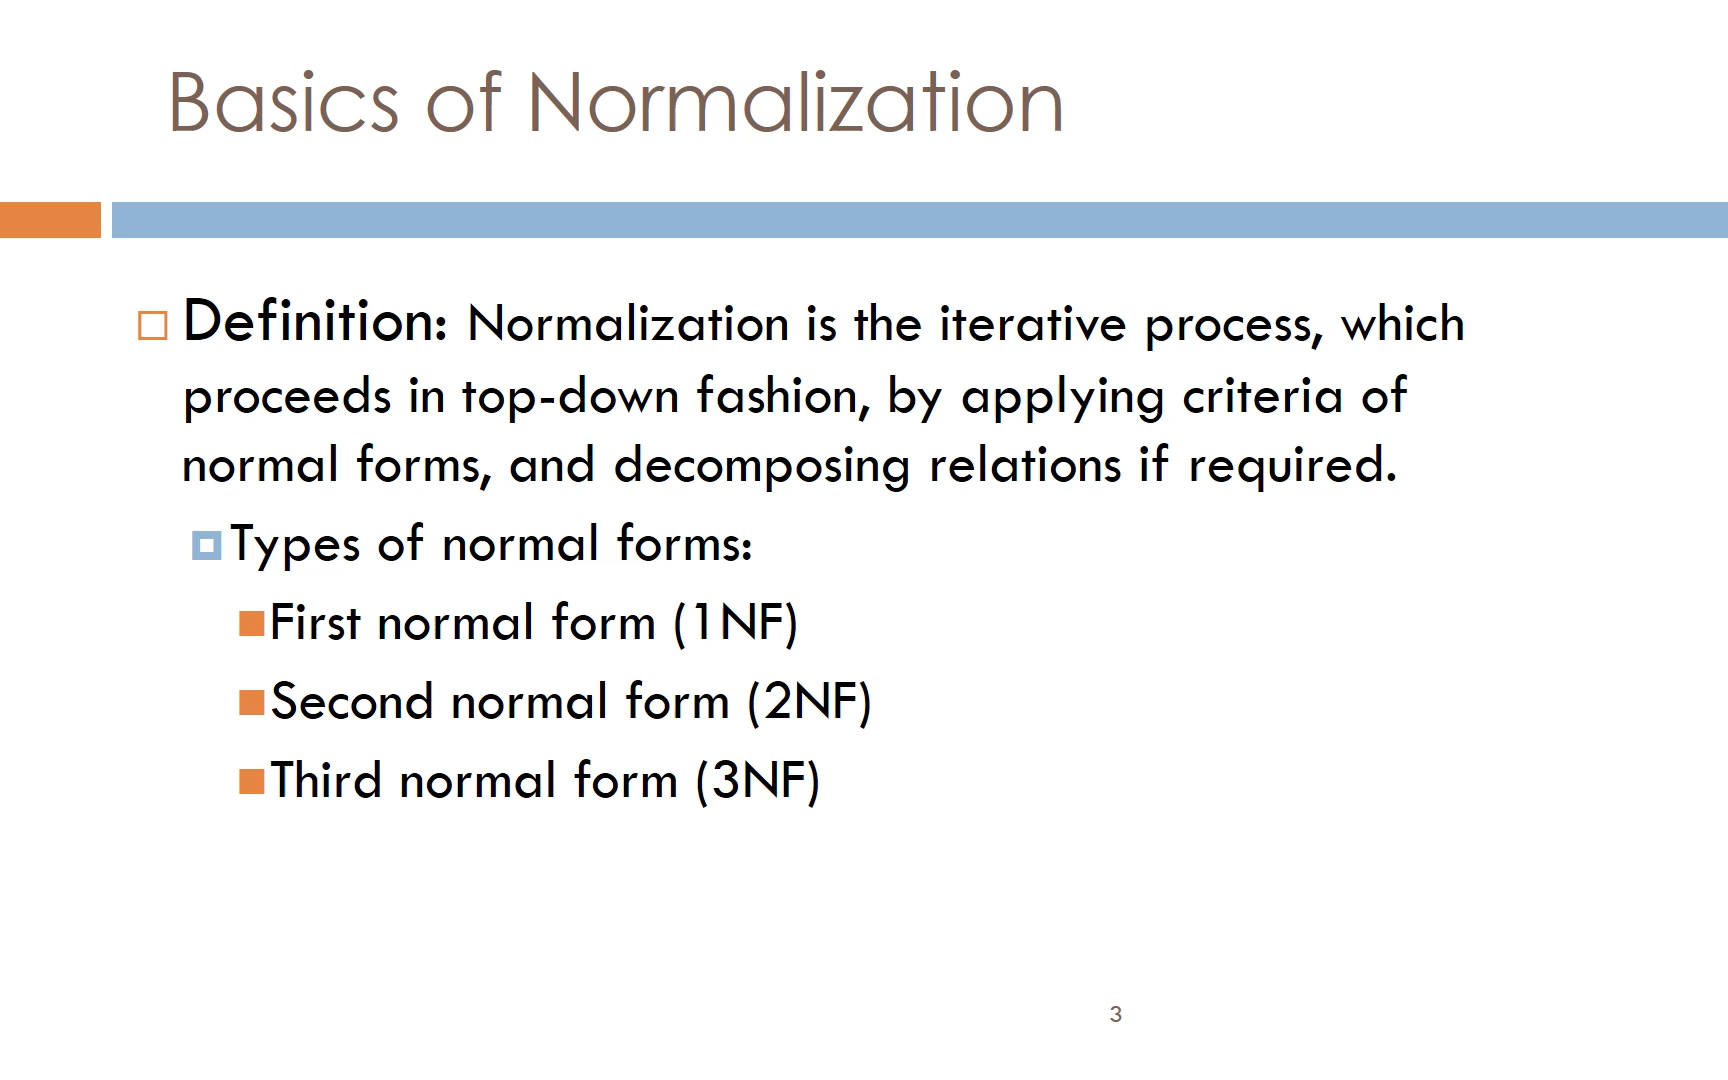 Basics of Normalization
Definition: Normalization is the iterative process, which
proceeds in top-down fashion, by applying criteria of
normal forms, and decomposing relations if required.
Types of normal forms:
First normal form (1NF)
Second normal form (2NF)
Third normal form (3NF)
3